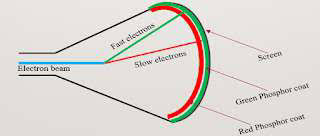 Fast electrons
Electron beam
Slow electrons
Screen
Green Phosphor coat
Red Phosphor coat